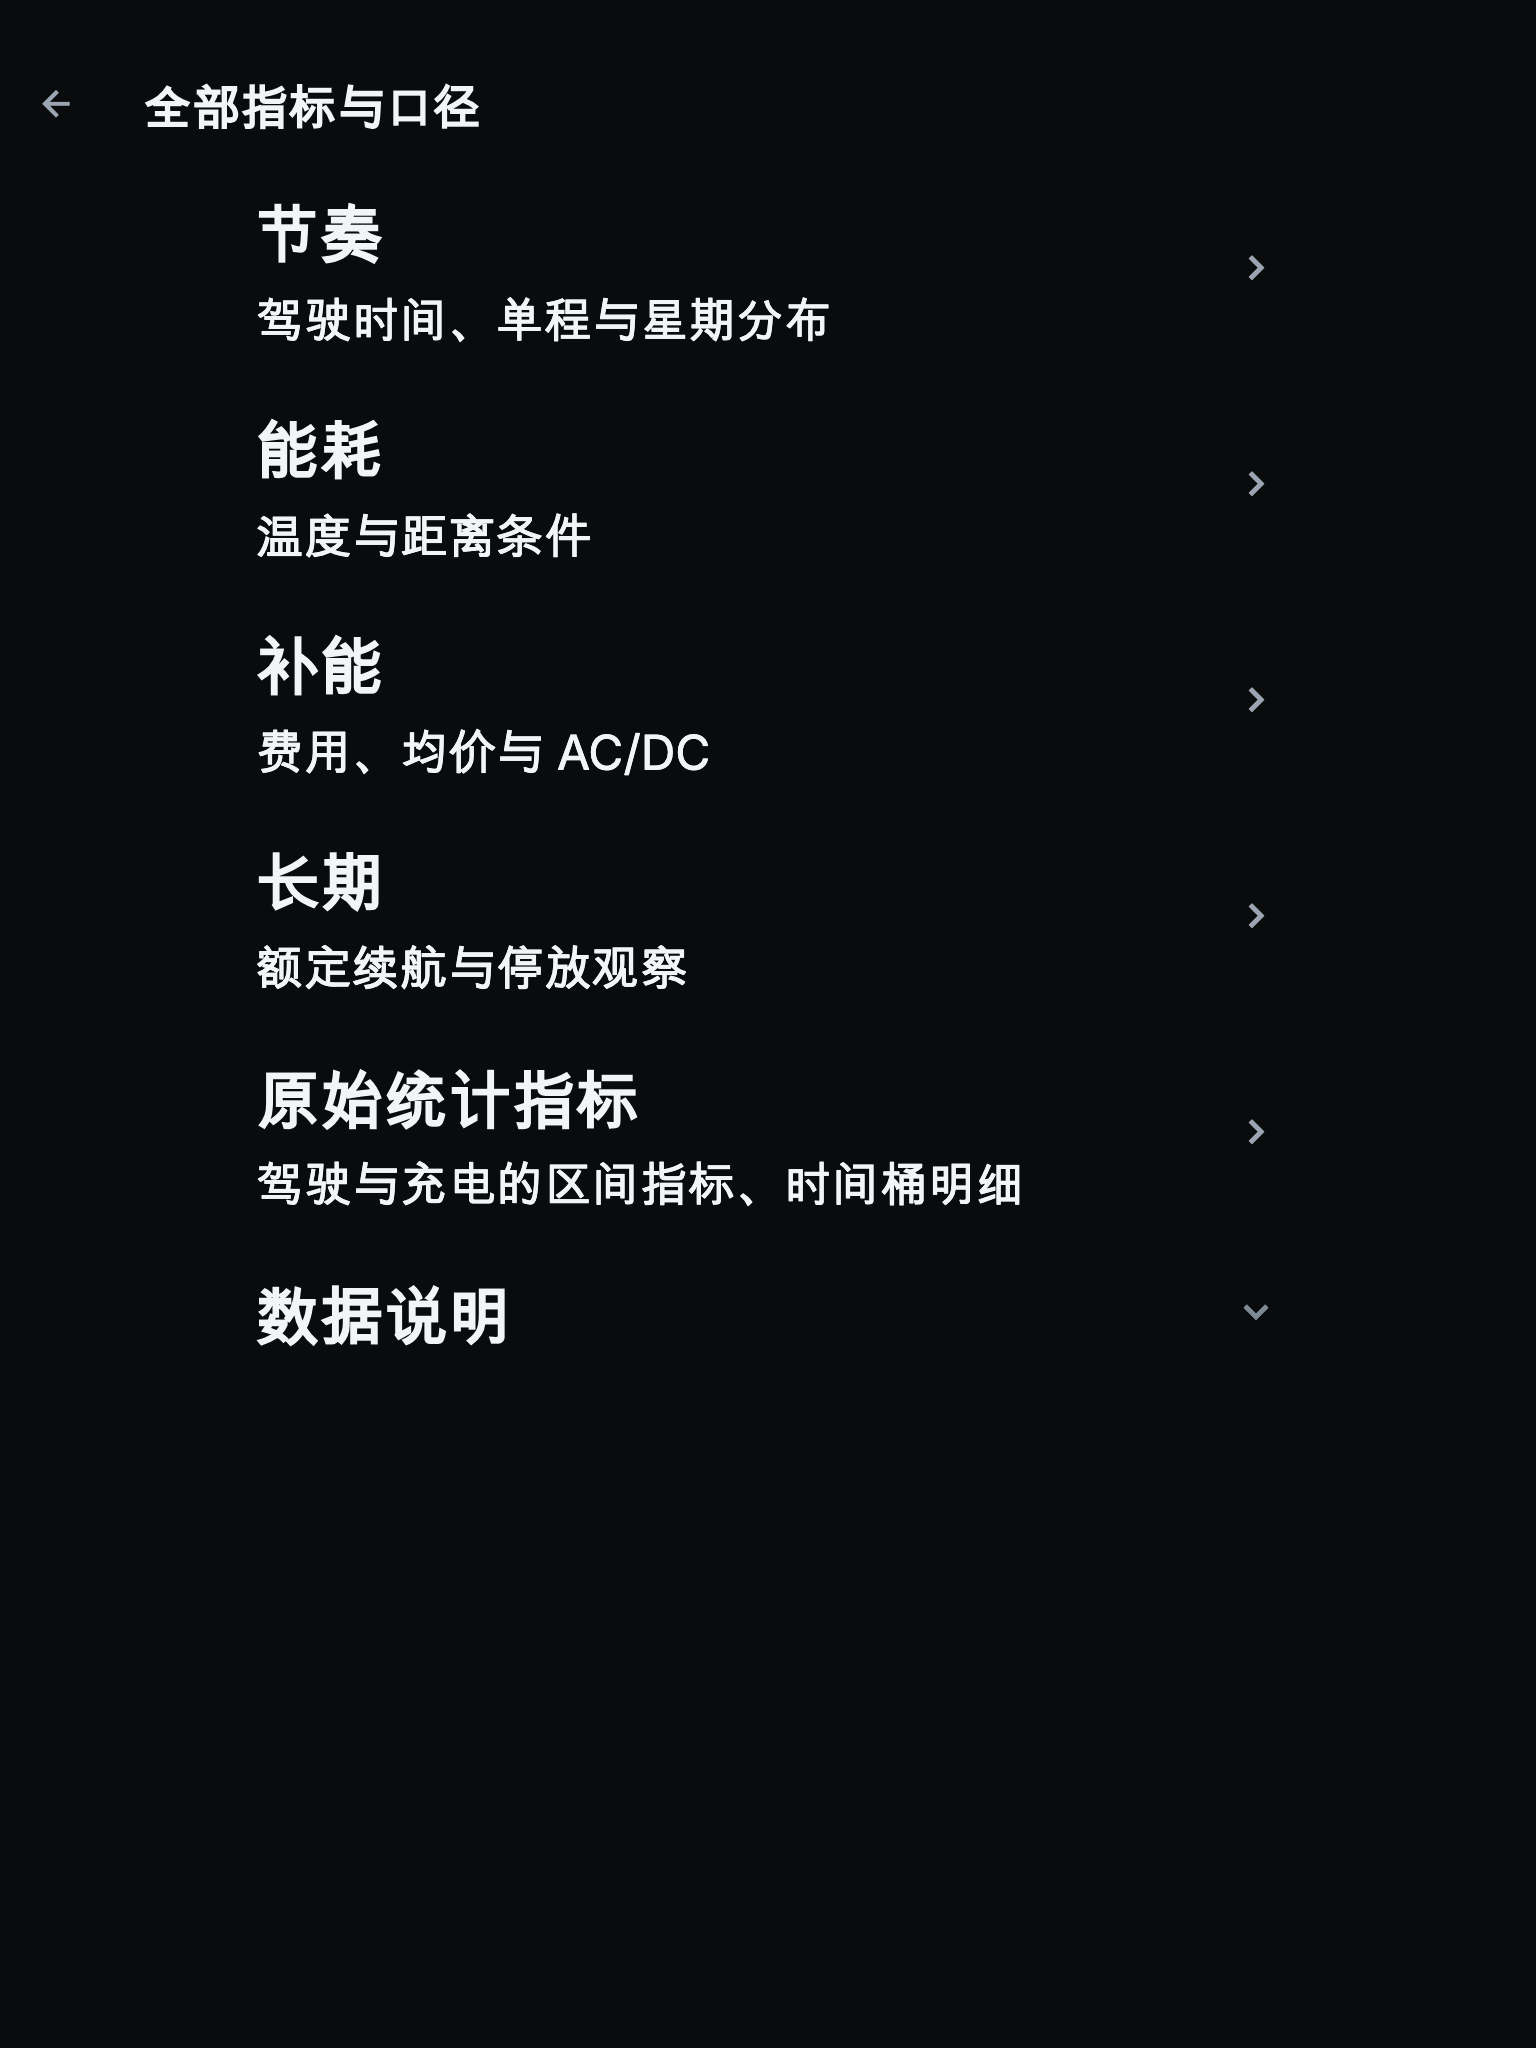 全部指标与口径
节奏
驾驶时间、单程与星期分布
能耗
温度与距离条件
补能
费用、均价与 AC/DC
长期
额定续航与停放观察
原始统计指标
驾驶与充电的区间指标、时间桶明细
数据说明